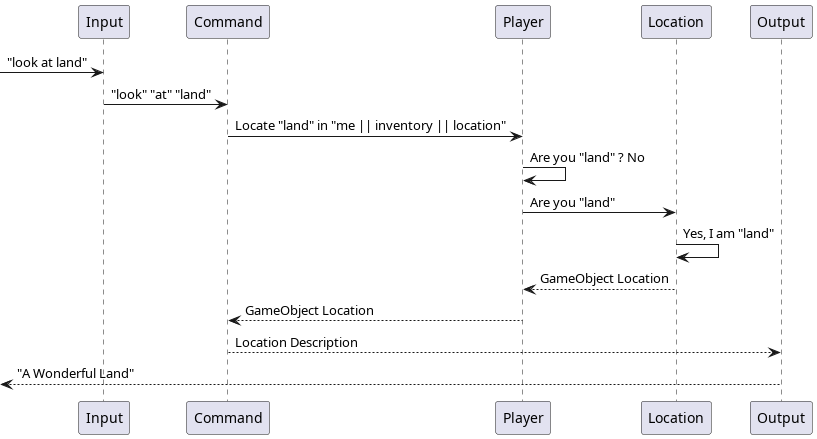 Input Command Player Location Output
"look at land"
"look" "at" "land"
Locate "land" in "me || inventory || location"
Are you "land" ? No
Are you "land"
Yes, I am "land"
GameObject Location
GameObject Location
Location Description
"A Wonderful Land"
Input Command Player Location Output